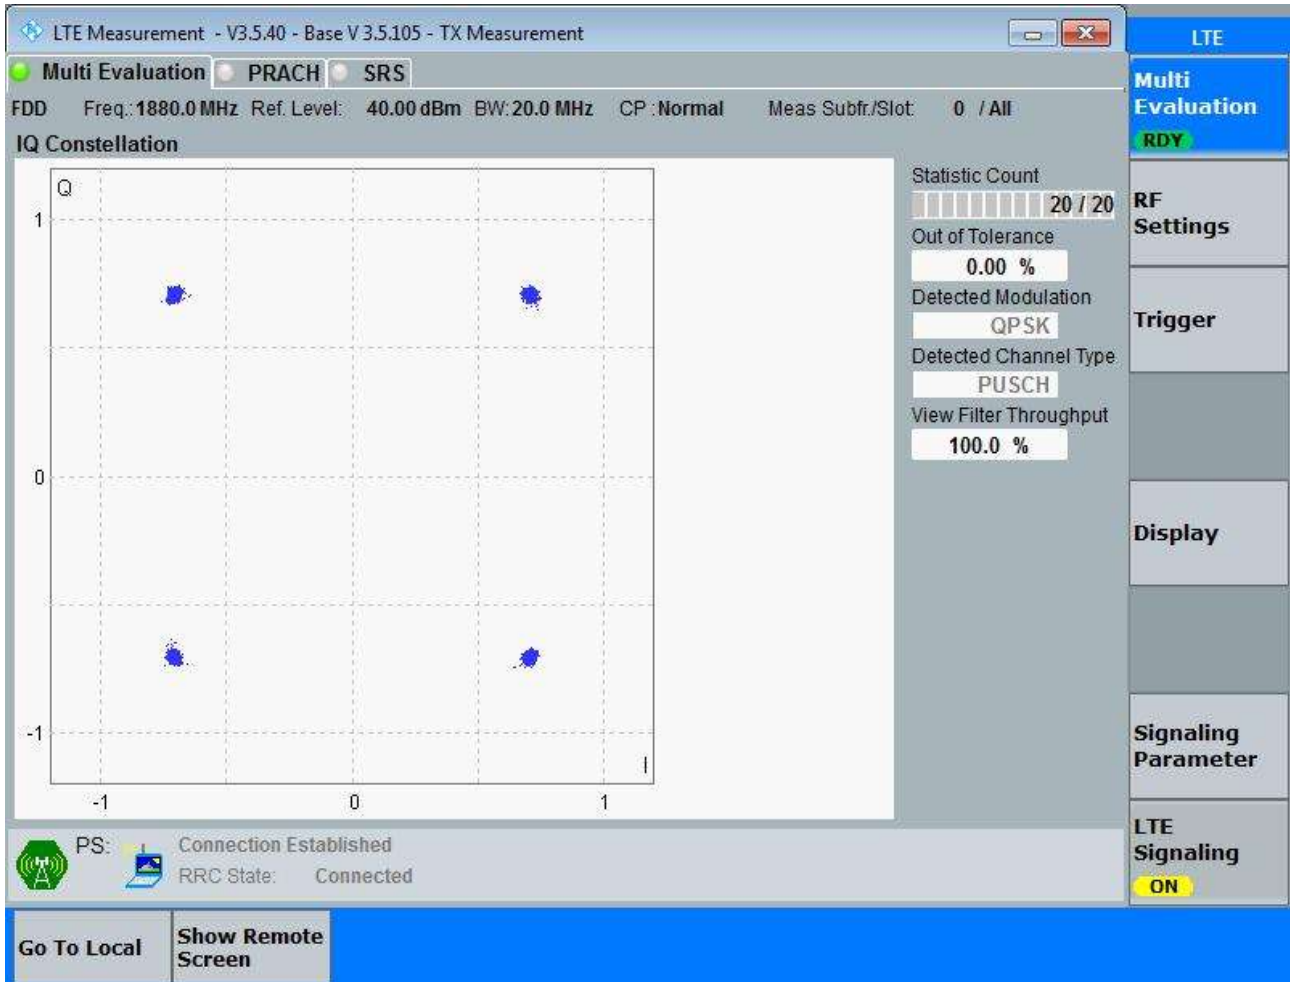 LTE Measurement - V3.5.40 - Base V 3.5.105 - TX Measurement
LTE
Multi Evaluation PRACH SRS
FDD Freq.:1880.0 MHz Ref. Level: 40.00 dBm BW:20.0 MHz CP :Normal Meas Subfr./Slot: 0 / All
IQ Constellation
Q
1
0
-1
I
-1 0 1
Statistic Count
20 / 20
Out of Tolerance
0.00 %
Detected Modulation
QPSK
Detected Channel Type
PUSCH
View Filter Throughput
100.0 %
Multi
Evaluation
RDY
RF
Settings
Trigger
Display
Signaling
Parameter
LTE
Signaling
ON
PS: Connection Established
RRC State: Connected
Go To Local
Show Remote
Screen